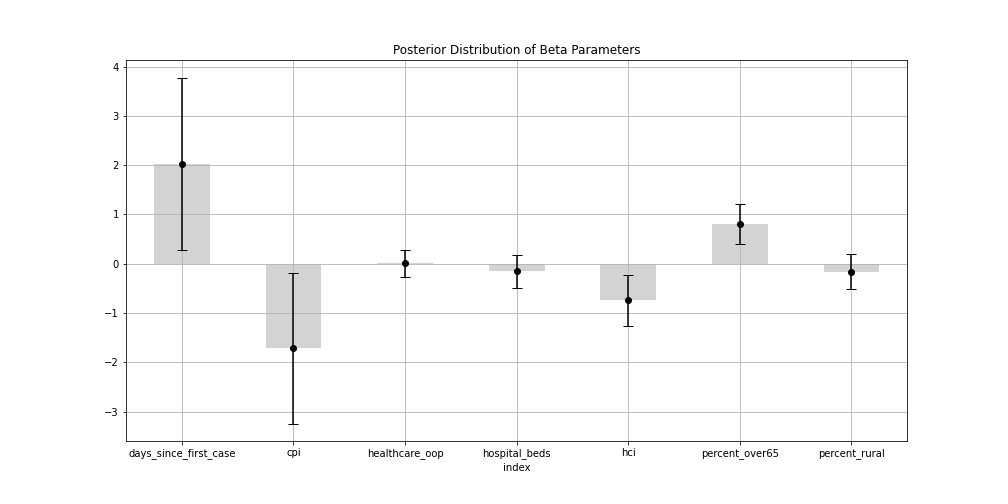 Posterior Distribution of Beta Parameters
4
3
2
1
0
−1
−2
−3
days_since_first_case cpi healthcare_oop hospital_beds hci percent_over65 percent_rural
index